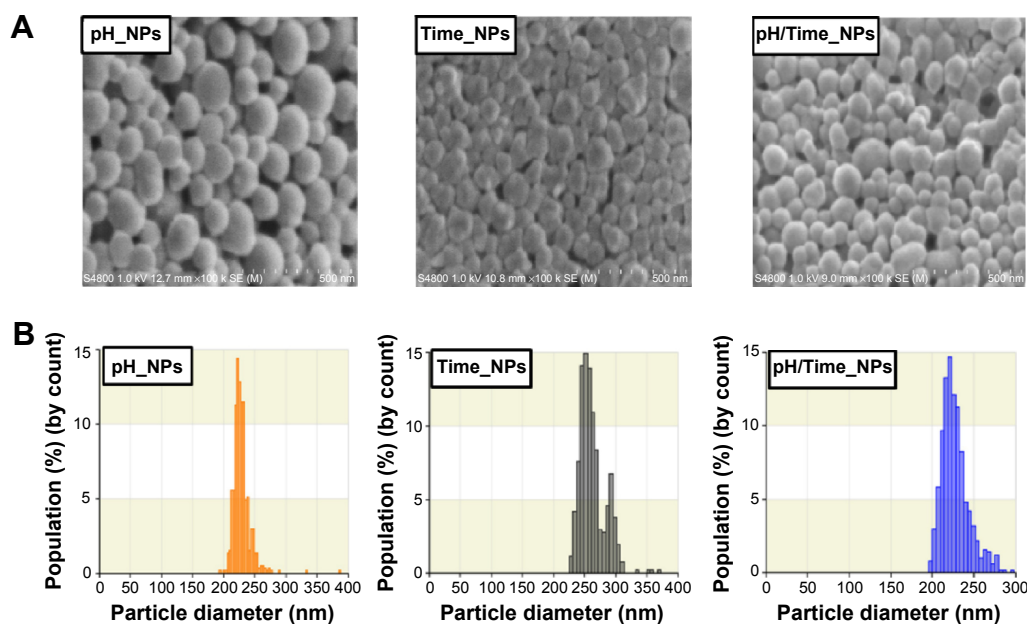 A
pH_NPs
Time_NPs
pH/Time_NPs
S4800 1.0 kV 12.7 mm ×100 k SE (M) 500 nm
S4800 1.0 kV 10.8 mm ×100 k SE (M) 500 nm
S4800 1.0 kV 9.0 mm ×100 k SE (M) 500 nm
B
Population (%) (by count)
15
10
5
0
pH_NPs
0 50 100 150 200 250 300 350 400
Particle diameter (nm)
Population (%) (by count)
15
10
5
0
Time_NPs
0 50 100 150 200 250 300 350 400
Particle diameter (nm)
Population (%) (by count)
15
10
5
0
pH/Time_NPs
0 50 100 150 200 250 300
Particle diameter (nm)